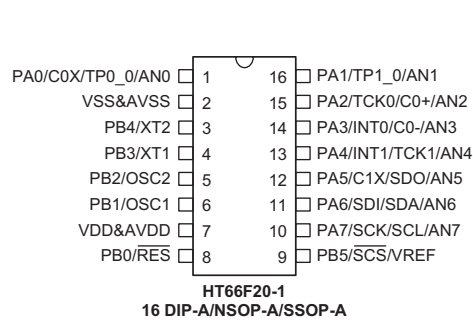 PA0/C0X/TP0_0/AN0 1 16 PA1/TP1_0/AN1
VSS&AVSS 2 15 PA2/TCK0/C0+/AN2
PB4/XT2 3 14 PA3/INT0/C0-/AN3
PB3/XT1 4 13 PA4/INT1/TCK1/AN4
PB2/OSC2 5 12 PA5/C1X/SDO/AN5
PB1/OSC1 6 11 PA6/SDI/SDA/AN6
VDD&AVDD 7 10 PA7/SCK/SCL/AN7
PB0/RES 8 9 PB5/SCS/VREF
HT66F20-1
16 DIP-A/NSOP-A/SSOP-A